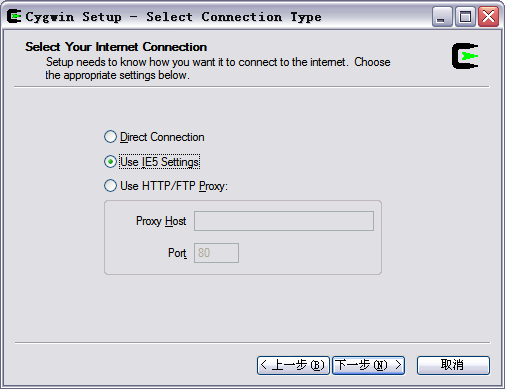 Cygwin Setup - Select Connection Type
Select Your Internet Connection
Setup needs to know how you want it to connect to the internet. Choose
the appropriate settings below.
Direct Connection
Use IE5 Settings
Use HTTP/FTP Proxy:
Proxy Host
Port 80
< 上一步(B) 下一步(N) > 取消